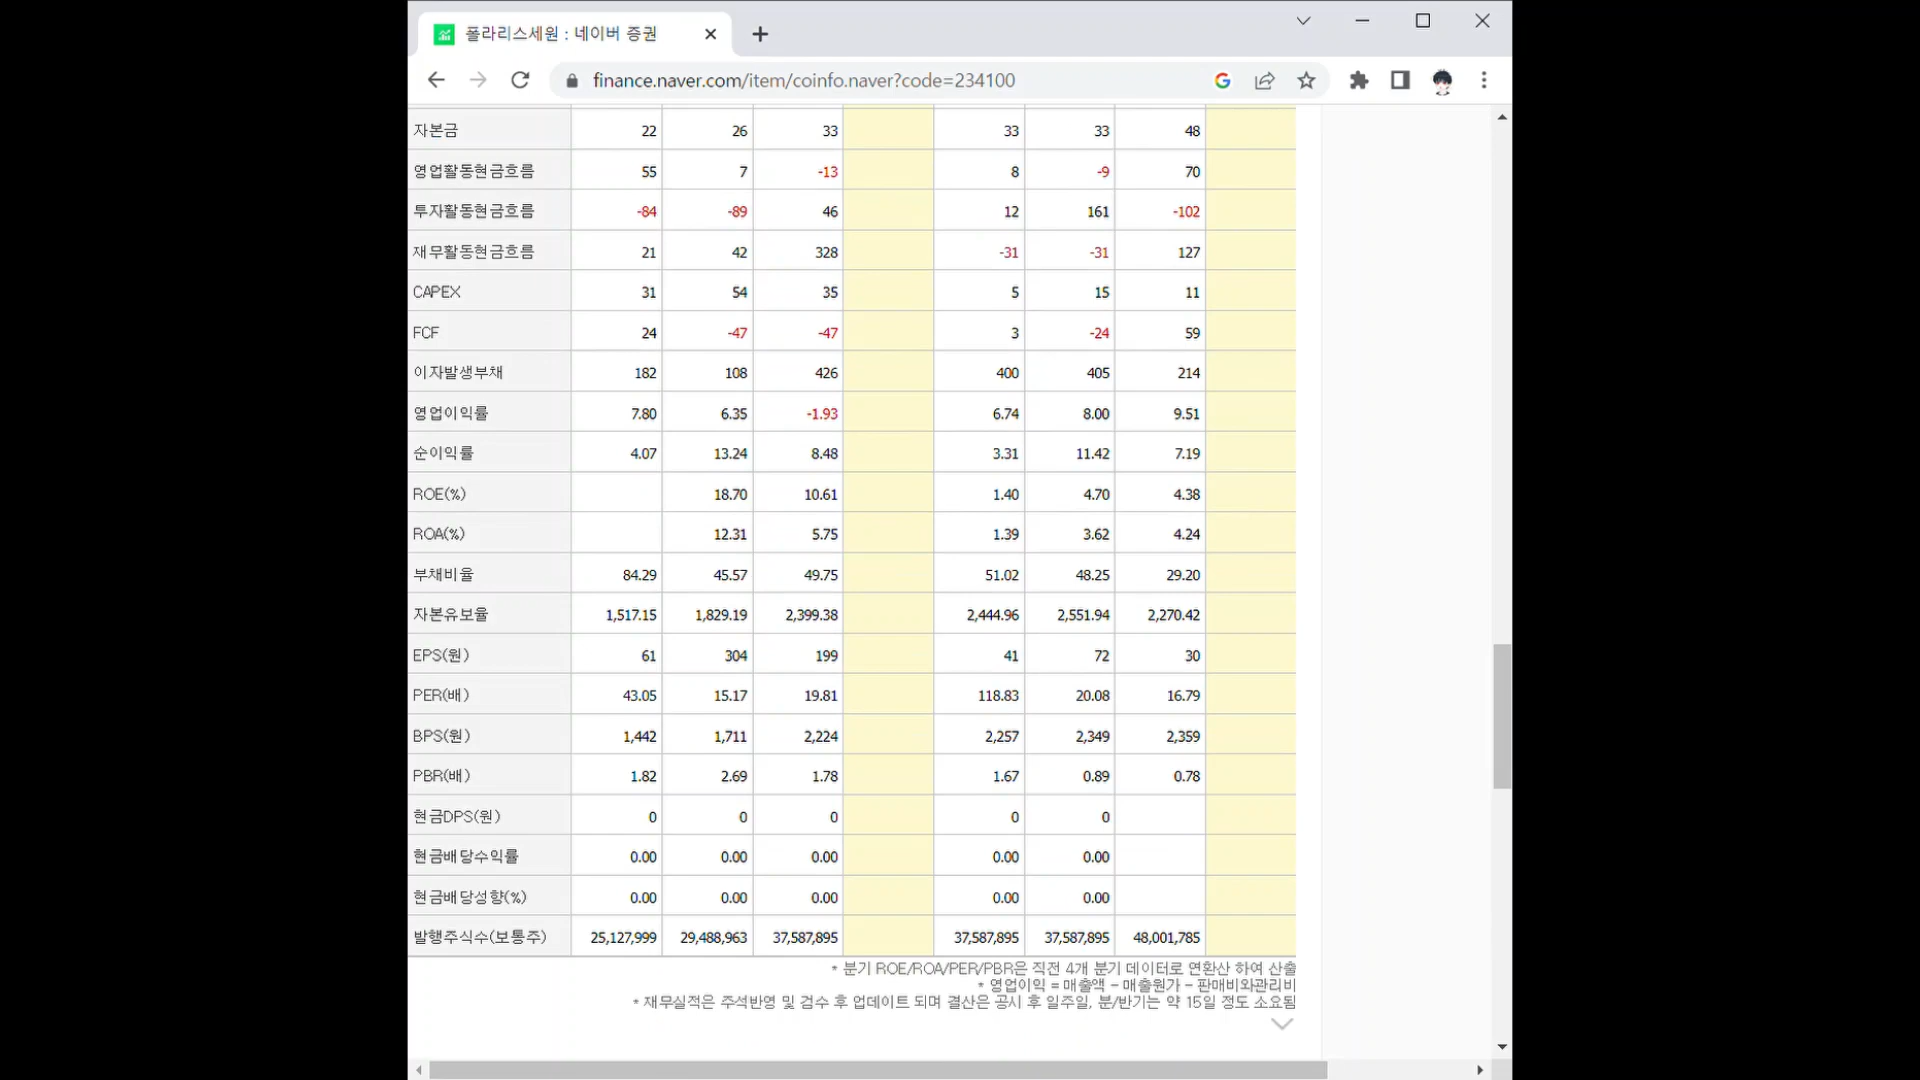 폴라리스세원 : 네이버 증권
finance.naver.com/item/coinfo.naver?code=234100
자본금 22 26 33 33 33 48
영업활동현금흐름 55 7 -13 8 -9 70
투자활동현금흐름 -84 -89 46 12 161 -102
재무활동현금흐름 21 42 328 -31 -31 127
CAPEX 31 54 35 5 15 11
FCF 24 -47 -47 3 -24 59
이자발생부채 182 108 426 400 405 214
영업이익률 7.80 6.35 -1.93 6.74 8.00 9.51
순이익률 4.07 13.24 8.48 3.31 11.42 7.19
ROE(%) 18.70 10.61 1.40 4.70 4.38
ROA(%) 12.31 5.75 1.39 3.62 4.24
부채비율 84.29 45.57 49.75 51.02 48.25 29.20
자본유보율 1,517.15 1,829.19 2,399.38 2,444.96 2,551.94 2,270.42
EPS(원) 61 304 199 41 72 30
PER(배) 43.05 15.17 19.81 118.83 20.08 16.79
BPS(원) 1,442 1,711 2,224 2,257 2,349 2,359
PBR(배) 1.82 2.69 1.78 1.67 0.89 0.78
현금DPS(원) 0 0 0 0 0
현금배당수익률 0.00 0.00 0.00 0.00 0.00
현금배당성향(%) 0.00 0.00 0.00 0.00 0.00
발행주식수(보통주) 25,127,999 29,488,963 37,587,895 37,587,895 37,587,895 48,001,785
* 분기 ROE/ROA/PER/PBR은 직전 4개 분기 데이터로 연환산 하여 산출
* 영업이익 = 매출액 - 매출원가 - 판매비와관리비
* 재무실적은 주석반영 및 검수 후 업데이트 되며 결산은 공시 후 일주일, 분/반기는 약 15일 정도 소요됨